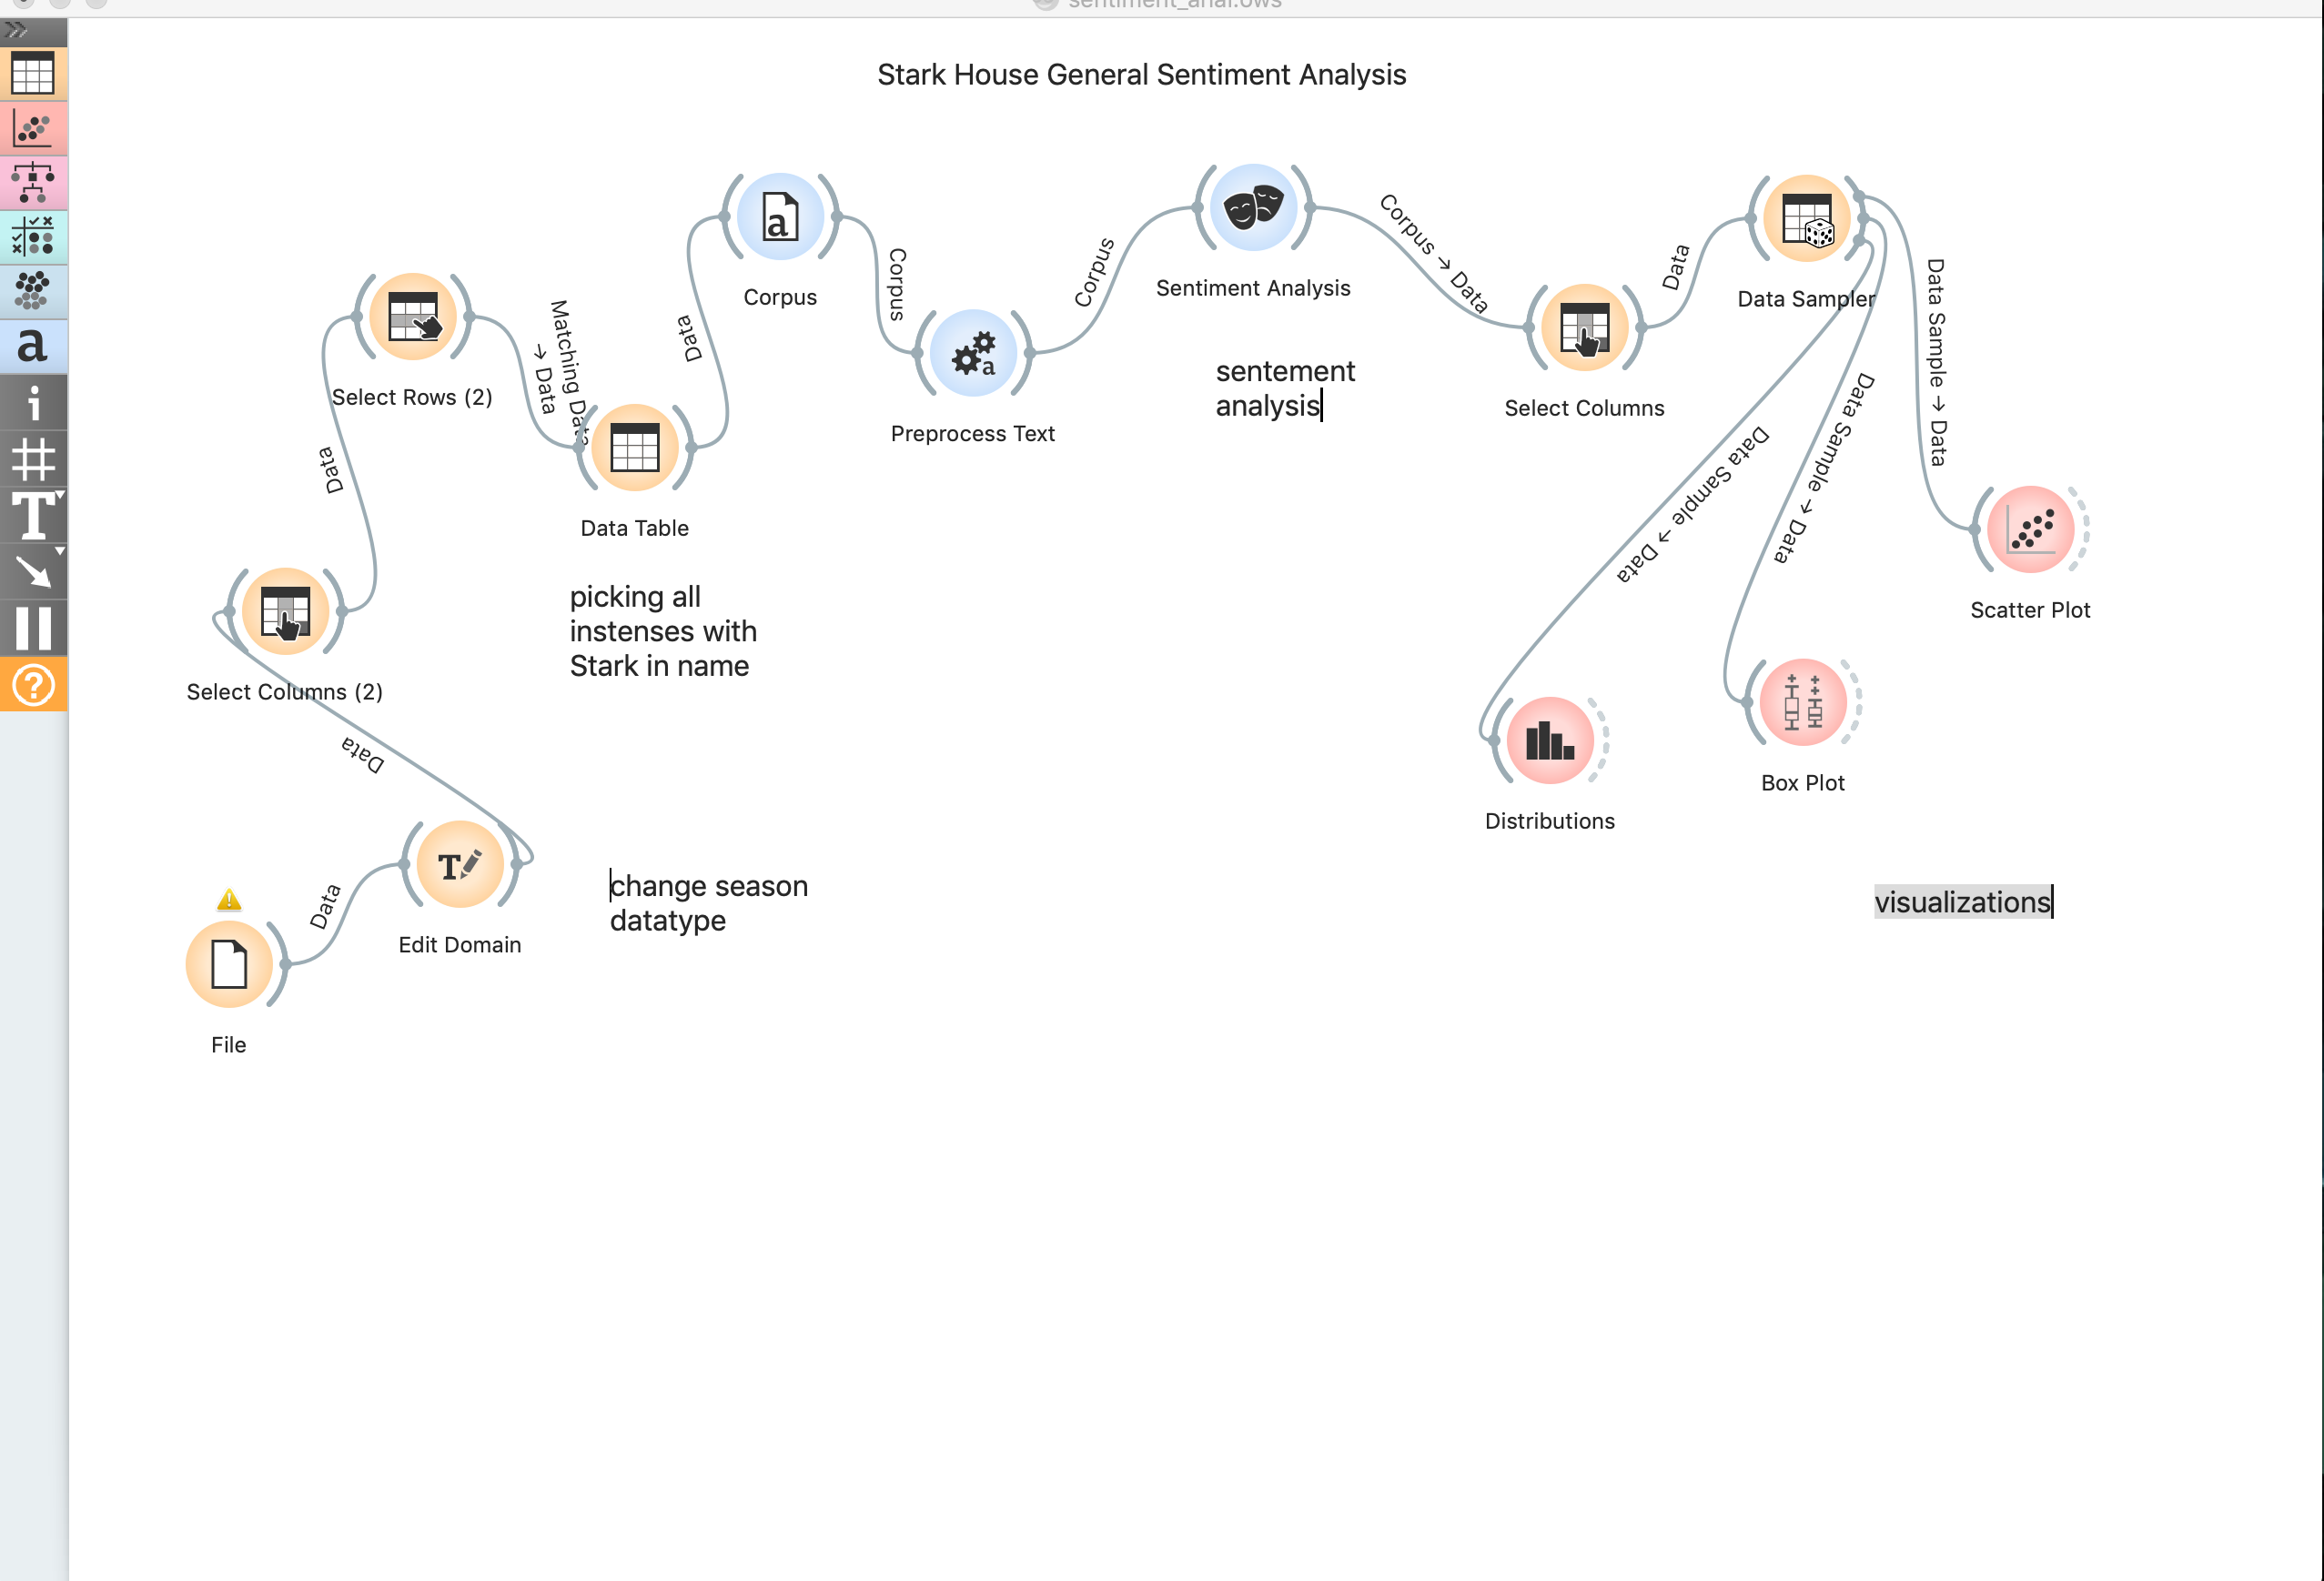 sentiment_anal.ows
Stark House General Sentiment Analysis
a
i
T
?
a
Corpus
Corpus
Sentiment Analysis
Corpus → Data
Data
Data Sampler
Data Sample → Data
Select Rows (2)
Matching Data
→ Data
Data
Data Table
Data
a
Preprocess Text
Corpus
sentement
analysis
Select Columns
Data Sample → Data
Data Sample → Data
Scatter Plot
picking all
instenses with
Stark in name
Select Columns (2)
Data
Distributions
Box Plot
T
Edit Domain
change season
datatype
visualizations
Data
File